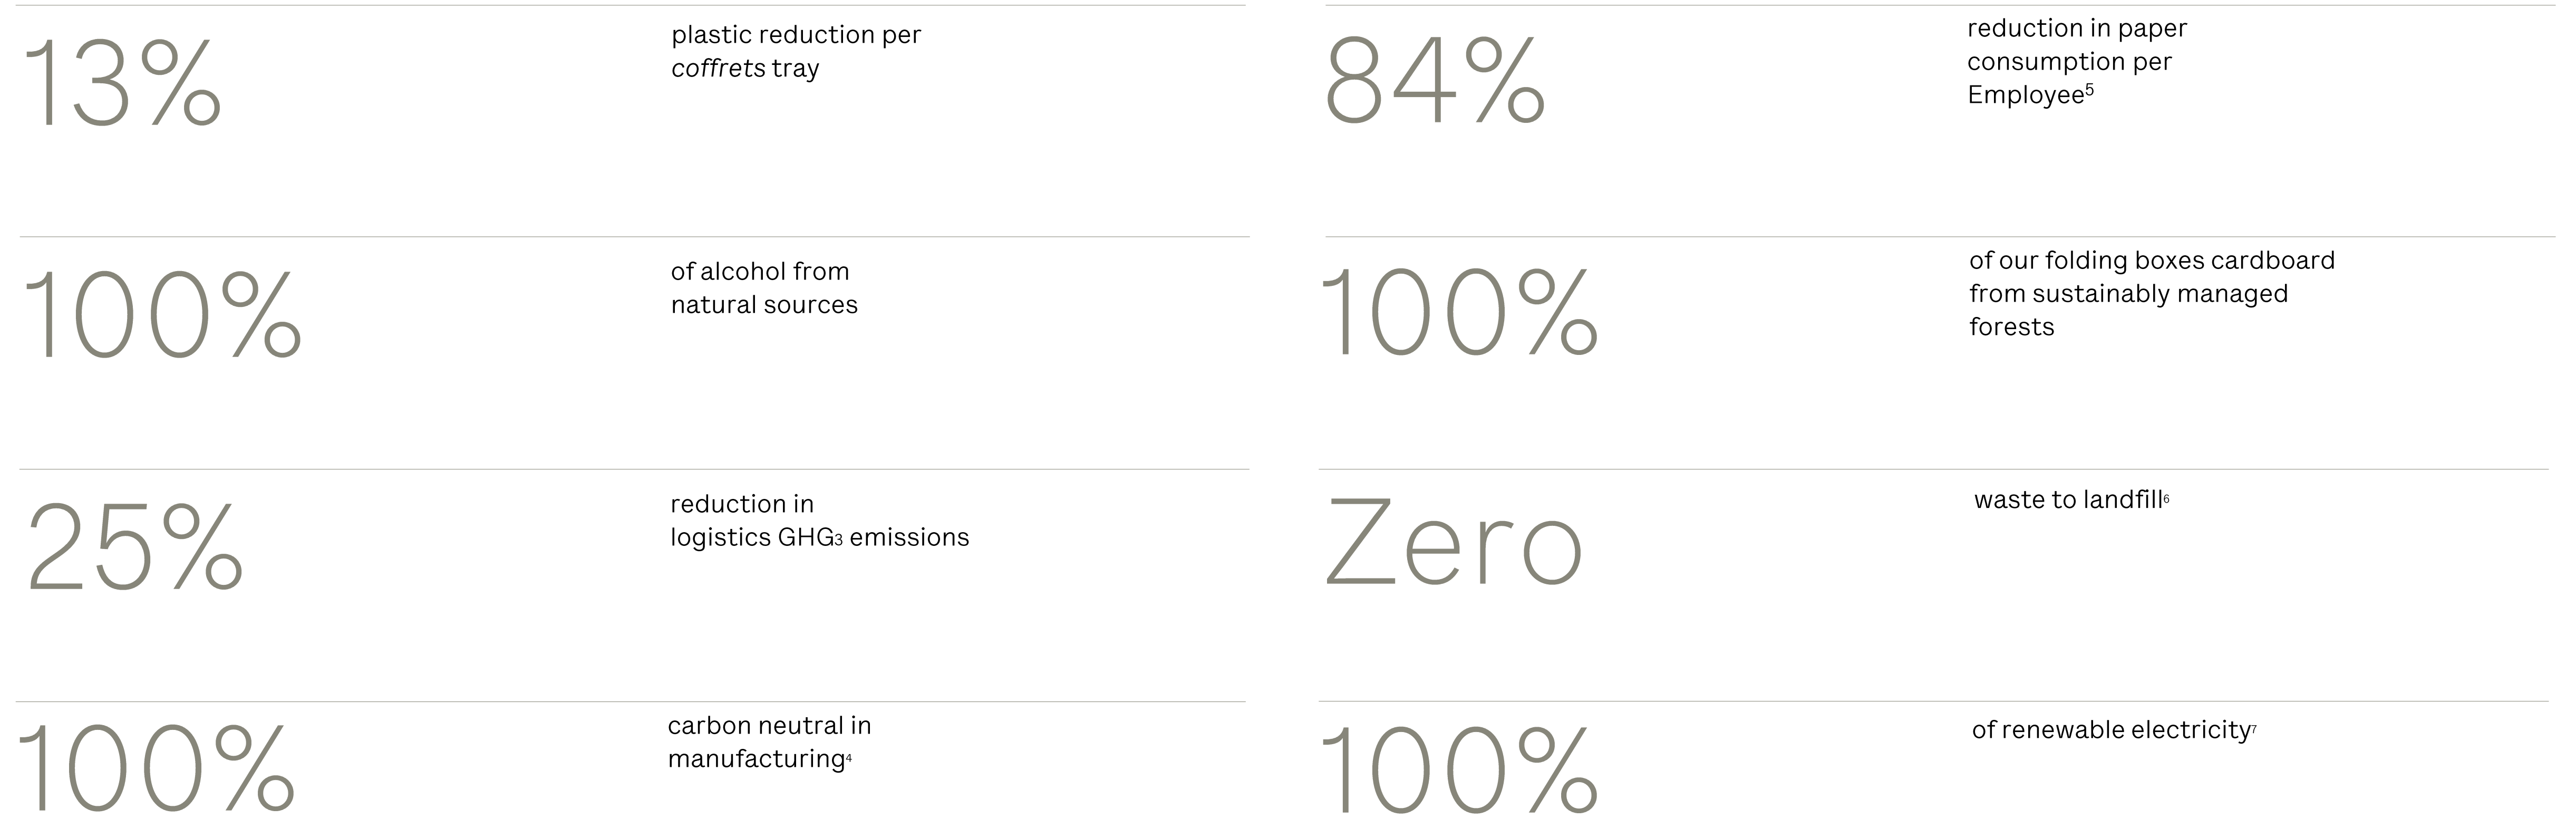 13%
plastic reduction per
coffrets tray
100%
of alcohol from
natural sources
25%
reduction in
logistics GHG3 emissions
100%
carbon neutral in
manufacturing4
84%
reduction in paper
consumption per
Employee5
100%
of our folding boxes cardboard
from sustainably managed
forests
Zero
waste to landfill6
100%
of renewable electricity7